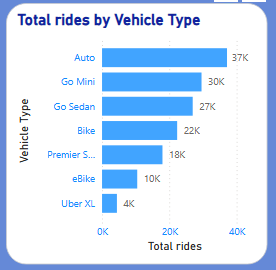 Total rides by Vehicle Type
Vehicle Type
Auto 37K
Go Mini 30K
Go Sedan 27K
Bike 22K
Premier S... 18K
eBike 10K
Uber XL 4K
0K 20K 40K
Total rides